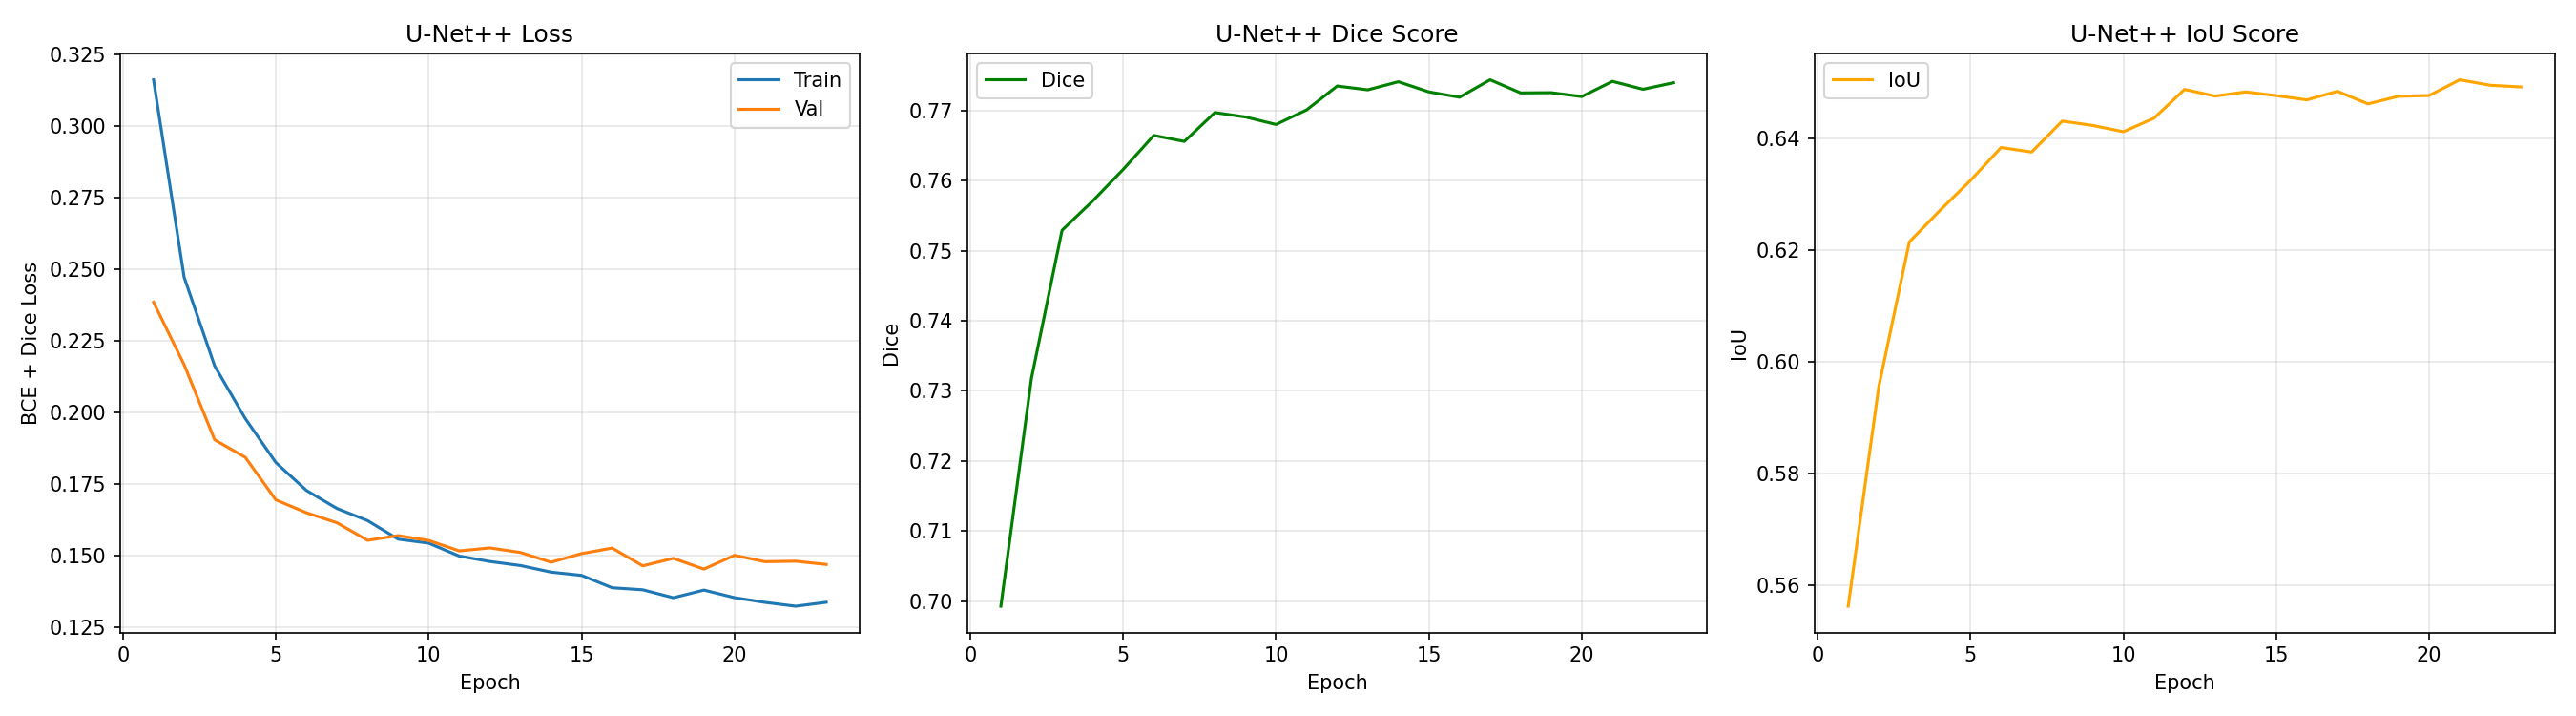 U-Net++ Loss
0.325
0.300
0.275
0.250
0.225
0.200
0.175
0.150
0.125
BCE + Dice Loss
Train
Val
0 5 10 15 20
Epoch
U-Net++ Dice Score
0.77
0.76
0.75
0.74
0.73
0.72
0.71
0.70
Dice
Dice
0 5 10 15 20
Epoch
U-Net++ IoU Score
0.64
0.62
0.60
0.58
0.56
IoU
IoU
0 5 10 15 20
Epoch